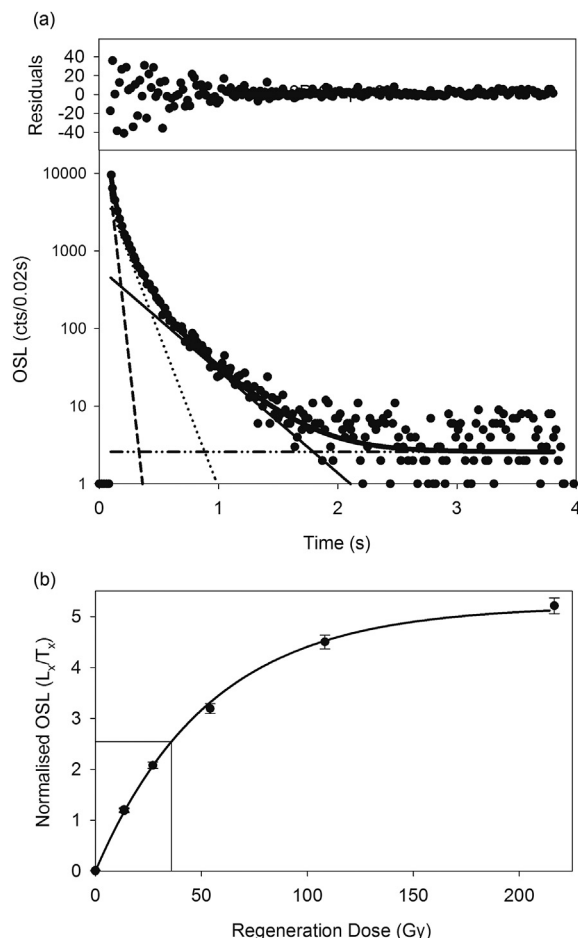 (a)
40
20
0
-20
-40
Residuals
10000
1000
100
10
1
OSL (cts/0.02s)
0 1 2 3 4
Time (s)
(b)
5
4
3
2
1
0
Normalised OSL (Lx/Tx)
0 50 100 150 200
Regeneration Dose (Gy)